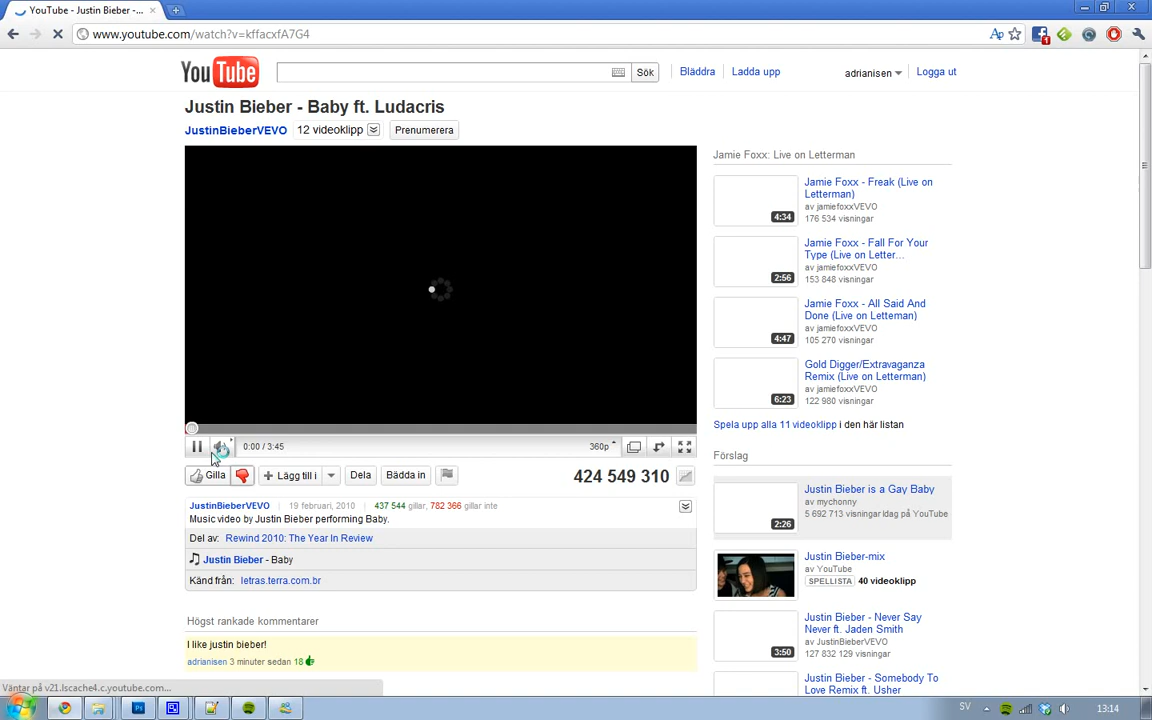 YouTube - Justin Bieber -...
www.youtube.com/watch?v=kffacxfA7G4
1
You Tube
Sök
Bläddra
Ladda upp
adrianisen
Logga ut
Justin Bieber - Baby ft. Ludacris
JustinBieberVEVO
12 videoklipp
Prenumerera
0:00 / 3:45
360p
Gilla
Lägg till i
Dela
Bädda in
424 549 310
JustinBieberVEVO | 19 februari, 2010 | 437 544 gillar, 782 366 gillar inte
Music video by Justin Bieber performing Baby.
Del av: Rewind 2010: The Year In Review
Justin Bieber - Baby
Känd från: letras.terra.com.br
Högst rankade kommentarer
I like justin bieber!
adrianisen 3 minuter sedan 18
Jamie Foxx: Live on Letterman
4:34
Jamie Foxx - Freak (Live on
Letterman)
av jamiefoxxVEVO
176 534 visningar
2:56
Jamie Foxx - Fall For Your
Type (Live on Letter...
av jamiefoxxVEVO
153 848 visningar
4:47
Jamie Foxx - All Said And
Done (Live on Letteman)
av jamiefoxxVEVO
105 270 visningar
6:23
Gold Digger/Extravaganza
Remix (Live on Letterman)
av jamiefoxxVEVO
122 980 visningar
Spela upp alla 11 videoklipp i den här listan
Förslag
2:26
Justin Bieber is a Gay Baby
av mychonny
5 692 713 visningar Idag på YouTube
Justin Bieber-mix
av YouTube
SPELLISTA 40 videoklipp
3:50
Justin Bieber - Never Say
Never ft. Jaden Smith
av JustinBieberVEVO
127 832 129 visningar
Justin Bieber - Somebody To
Love Remix ft. Usher
Väntar på v21.lscache4.c.youtube.com...
SV
13:14